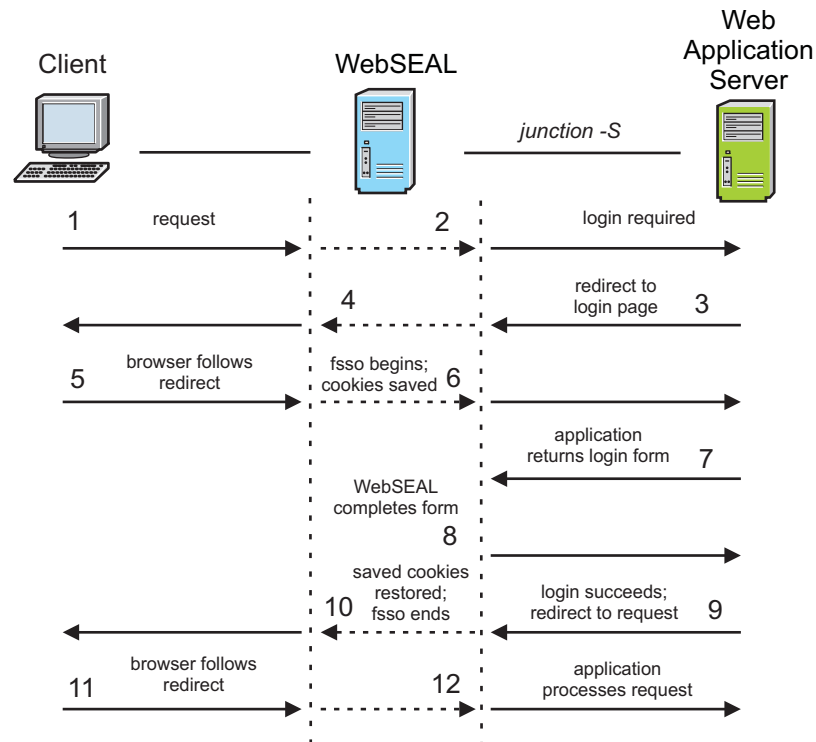 Client
WebSEAL
Web
Application
Server
junction -S
1
request
2
login required
4
redirect to
login page
3
5
browser follows
redirect
fsso begins;
cookies saved
6
application
returns login form
7
WebSEAL
completes form
8
saved cookies
restored;
fsso ends
10
login succeeds;
redirect to request
9
11
browser follows
redirect
12
application
processes request